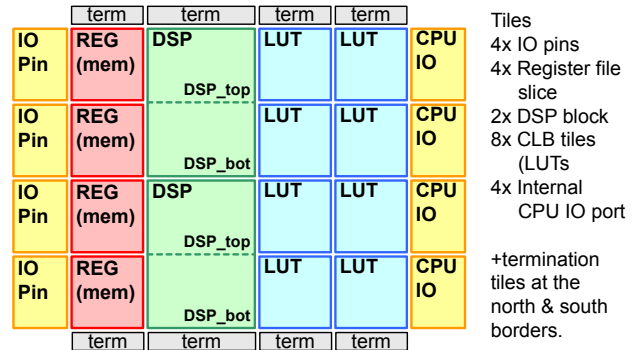 term term term term
IO Pin REG (mem) DSP LUT LUT CPU IO
DSP_top
IO Pin REG (mem) LUT LUT CPU IO
DSP_bot
IO Pin REG (mem) DSP LUT LUT CPU IO
DSP_top
IO Pin REG (mem) LUT LUT CPU IO
DSP_bot
term term term term
Tiles
4x IO pins
4x Register file
slice
2x DSP block
8x CLB tiles
(LUTs
4x Internal
CPU IO port
+termination
tiles at the
north & south
borders.